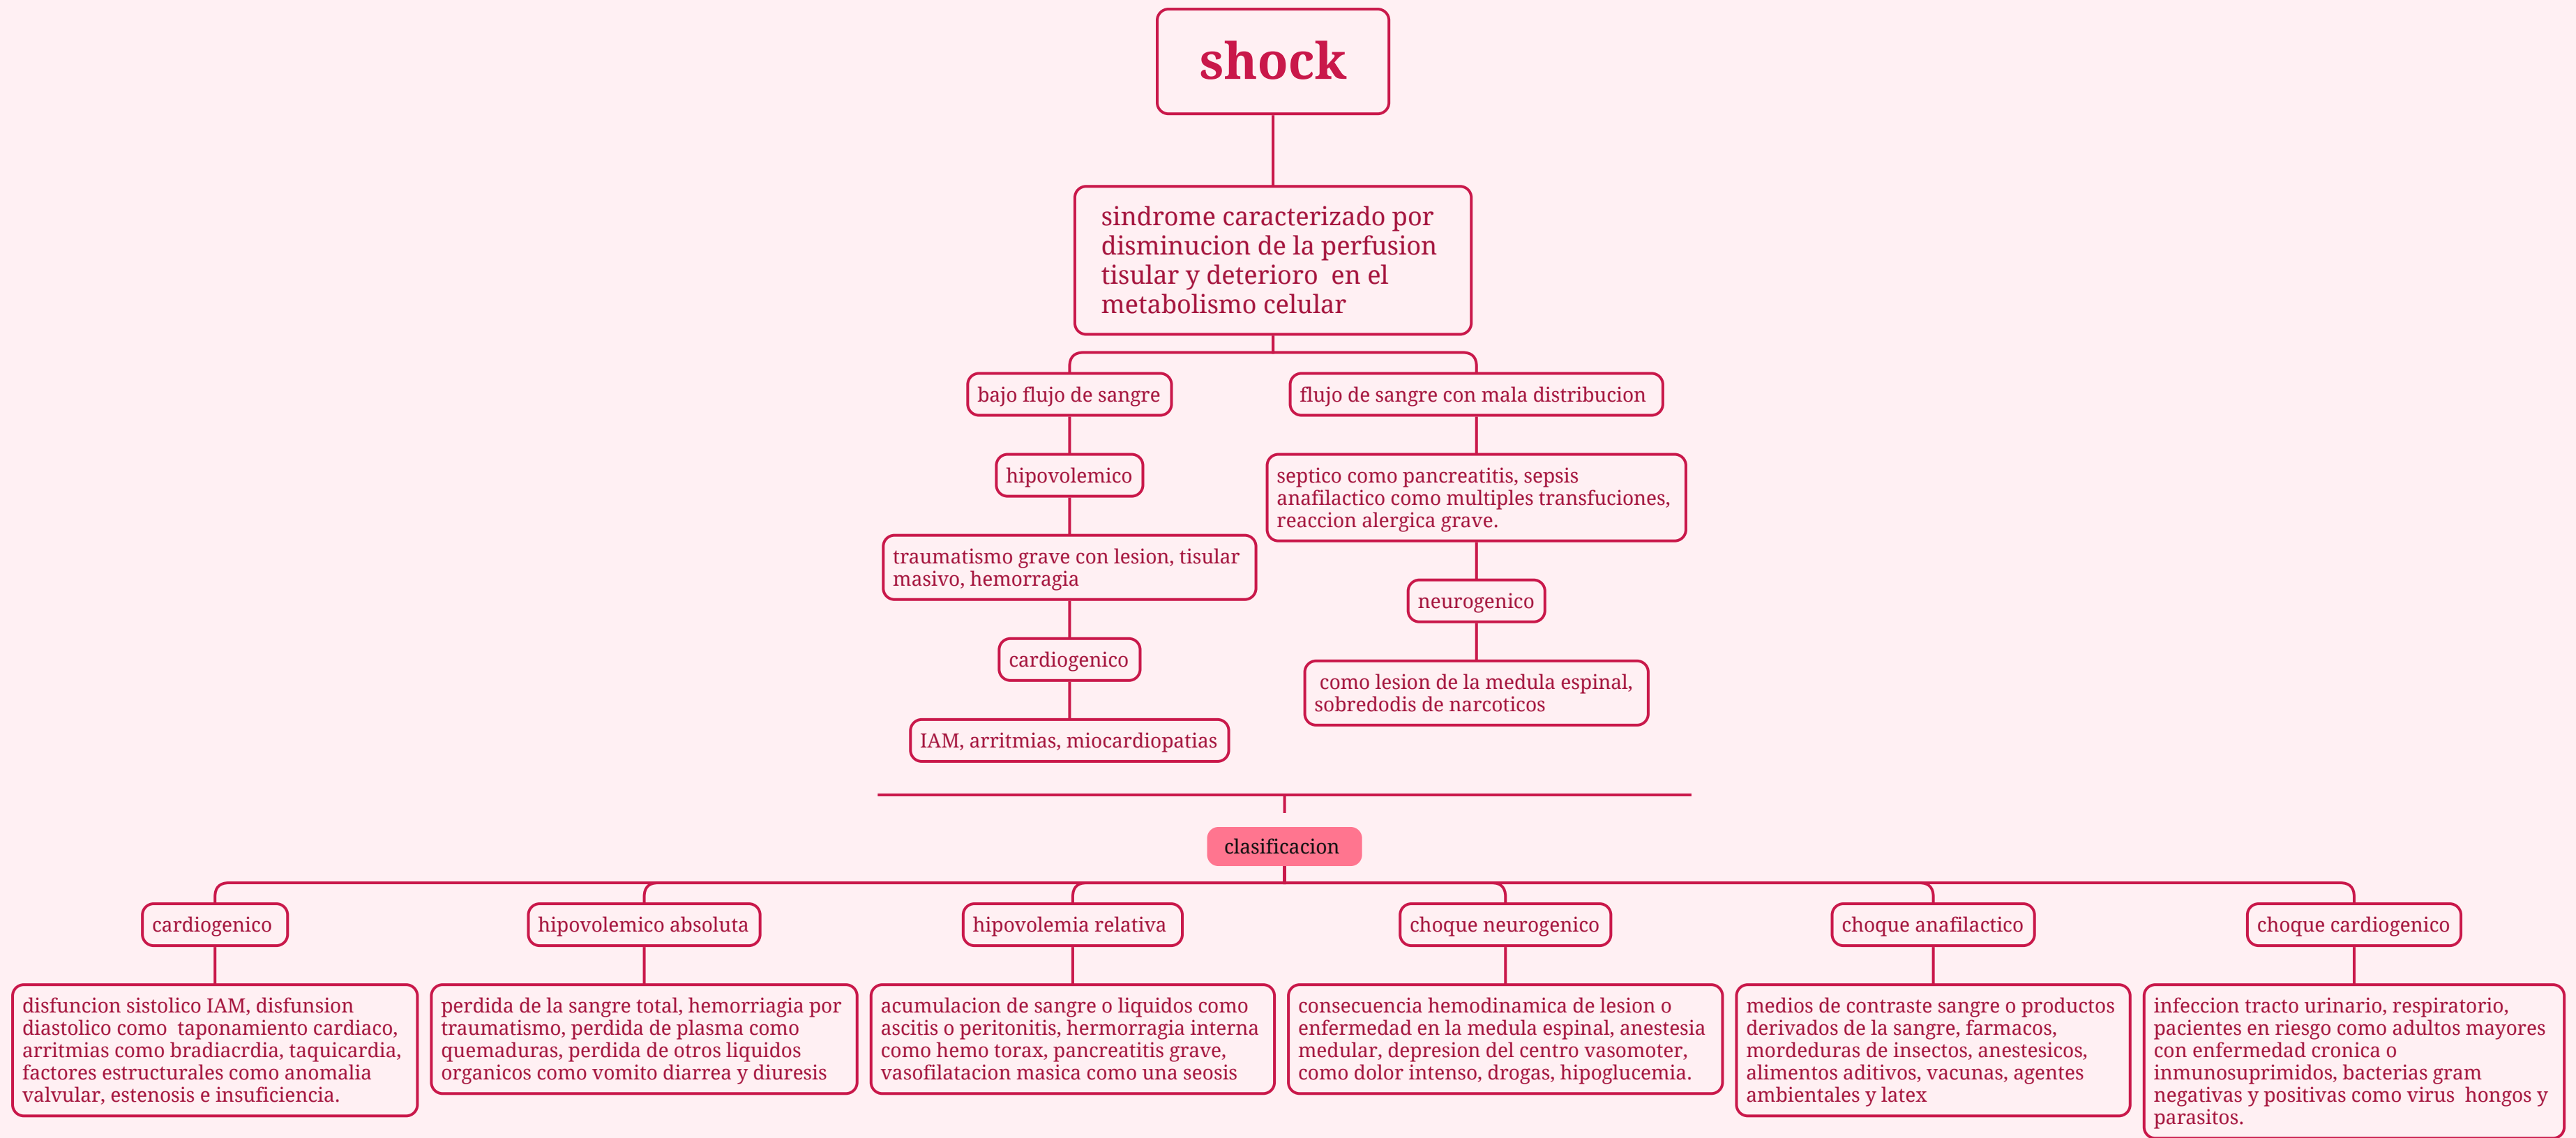 shock
sindrome caracterizado por
disminucion de la perfusion
tisular y deterioro  en el
metabolismo celular
bajo flujo de sangre
flujo de sangre con mala distribucion
hipovolemico
septico como pancreatitis, sepsis
anafilactico como multiples transfuciones,
reaccion alergica grave.
traumatismo grave con lesion, tisular
masivo, hemorragia
neurogenico
cardiogenico
como lesion de la medula espinal,
sobredodis de narcoticos
IAM, arritmias, miocardiopatias
clasificacion
cardiogenico
hipovolemico absoluta
hipovolemia relativa
choque neurogenico
choque anafilactico
choque cardiogenico
disfuncion sistolico IAM, disfunsion
diastolico como  taponamiento cardiaco,
arritmias como bradiacrdia, taquicardia,
factores estructurales como anomalia
valvular, estenosis e insuficiencia.
perdida de la sangre total, hemorriagia por
traumatismo, perdida de plasma como
quemaduras, perdida de otros liquidos
organicos como vomito diarrea y diuresis
acumulacion de sangre o liquidos como
ascitis o peritonitis, hermorragia interna
como hemo torax, pancreatitis grave,
vasofilatacion masica como una seosis
consecuencia hemodinamica de lesion o
enfermedad en la medula espinal, anestesia
medular, depresion del centro vasomoter,
como dolor intenso, drogas, hipoglucemia.
medios de contraste sangre o productos
derivados de la sangre, farmacos,
mordeduras de insectos, anestesicos,
alimentos aditivos, vacunas, agentes
ambientales y latex
infeccion tracto urinario, respiratorio,
pacientes en riesgo como adultos mayores
con enfermedad cronica o
inmunosuprimidos, bacterias gram
negativas y positivas como virus  hongos y
parasitos.